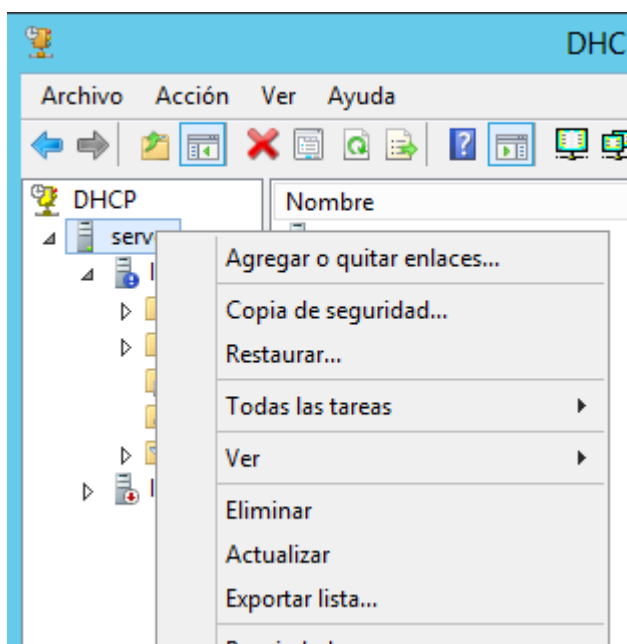 DHC
Archivo Acción Ver Ayuda
DHCP
Nombre
serv
Agregar o quitar enlaces...
Copia de seguridad...
Restaurar...
Todas las tareas
Ver
Eliminar
Actualizar
Exportar lista...